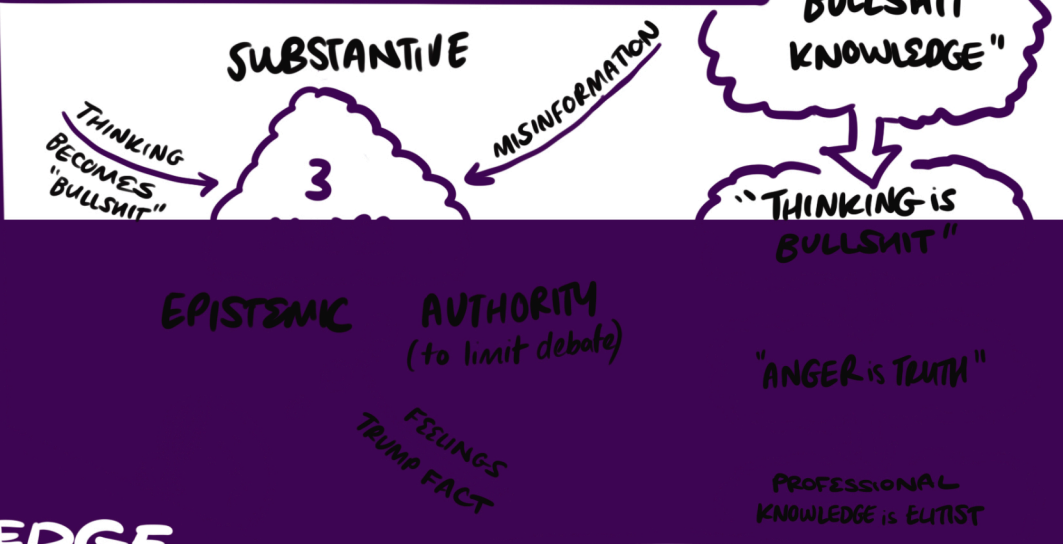 SUBSTANTIVE
THINKING
BECOMES
"BULLSHIT"
3
MISINFORMATION
BULLSHIT
KNOWLEDGE"
"THINKING is
BULLSHIT"
EPISTEMIC
AUTHORITY
(to limit debate)
FEELINGS
TRUMP FACT
"ANGER is TRUTH"
PROFESSIONAL
KNOWLEDGE is ELITIST
EDGE